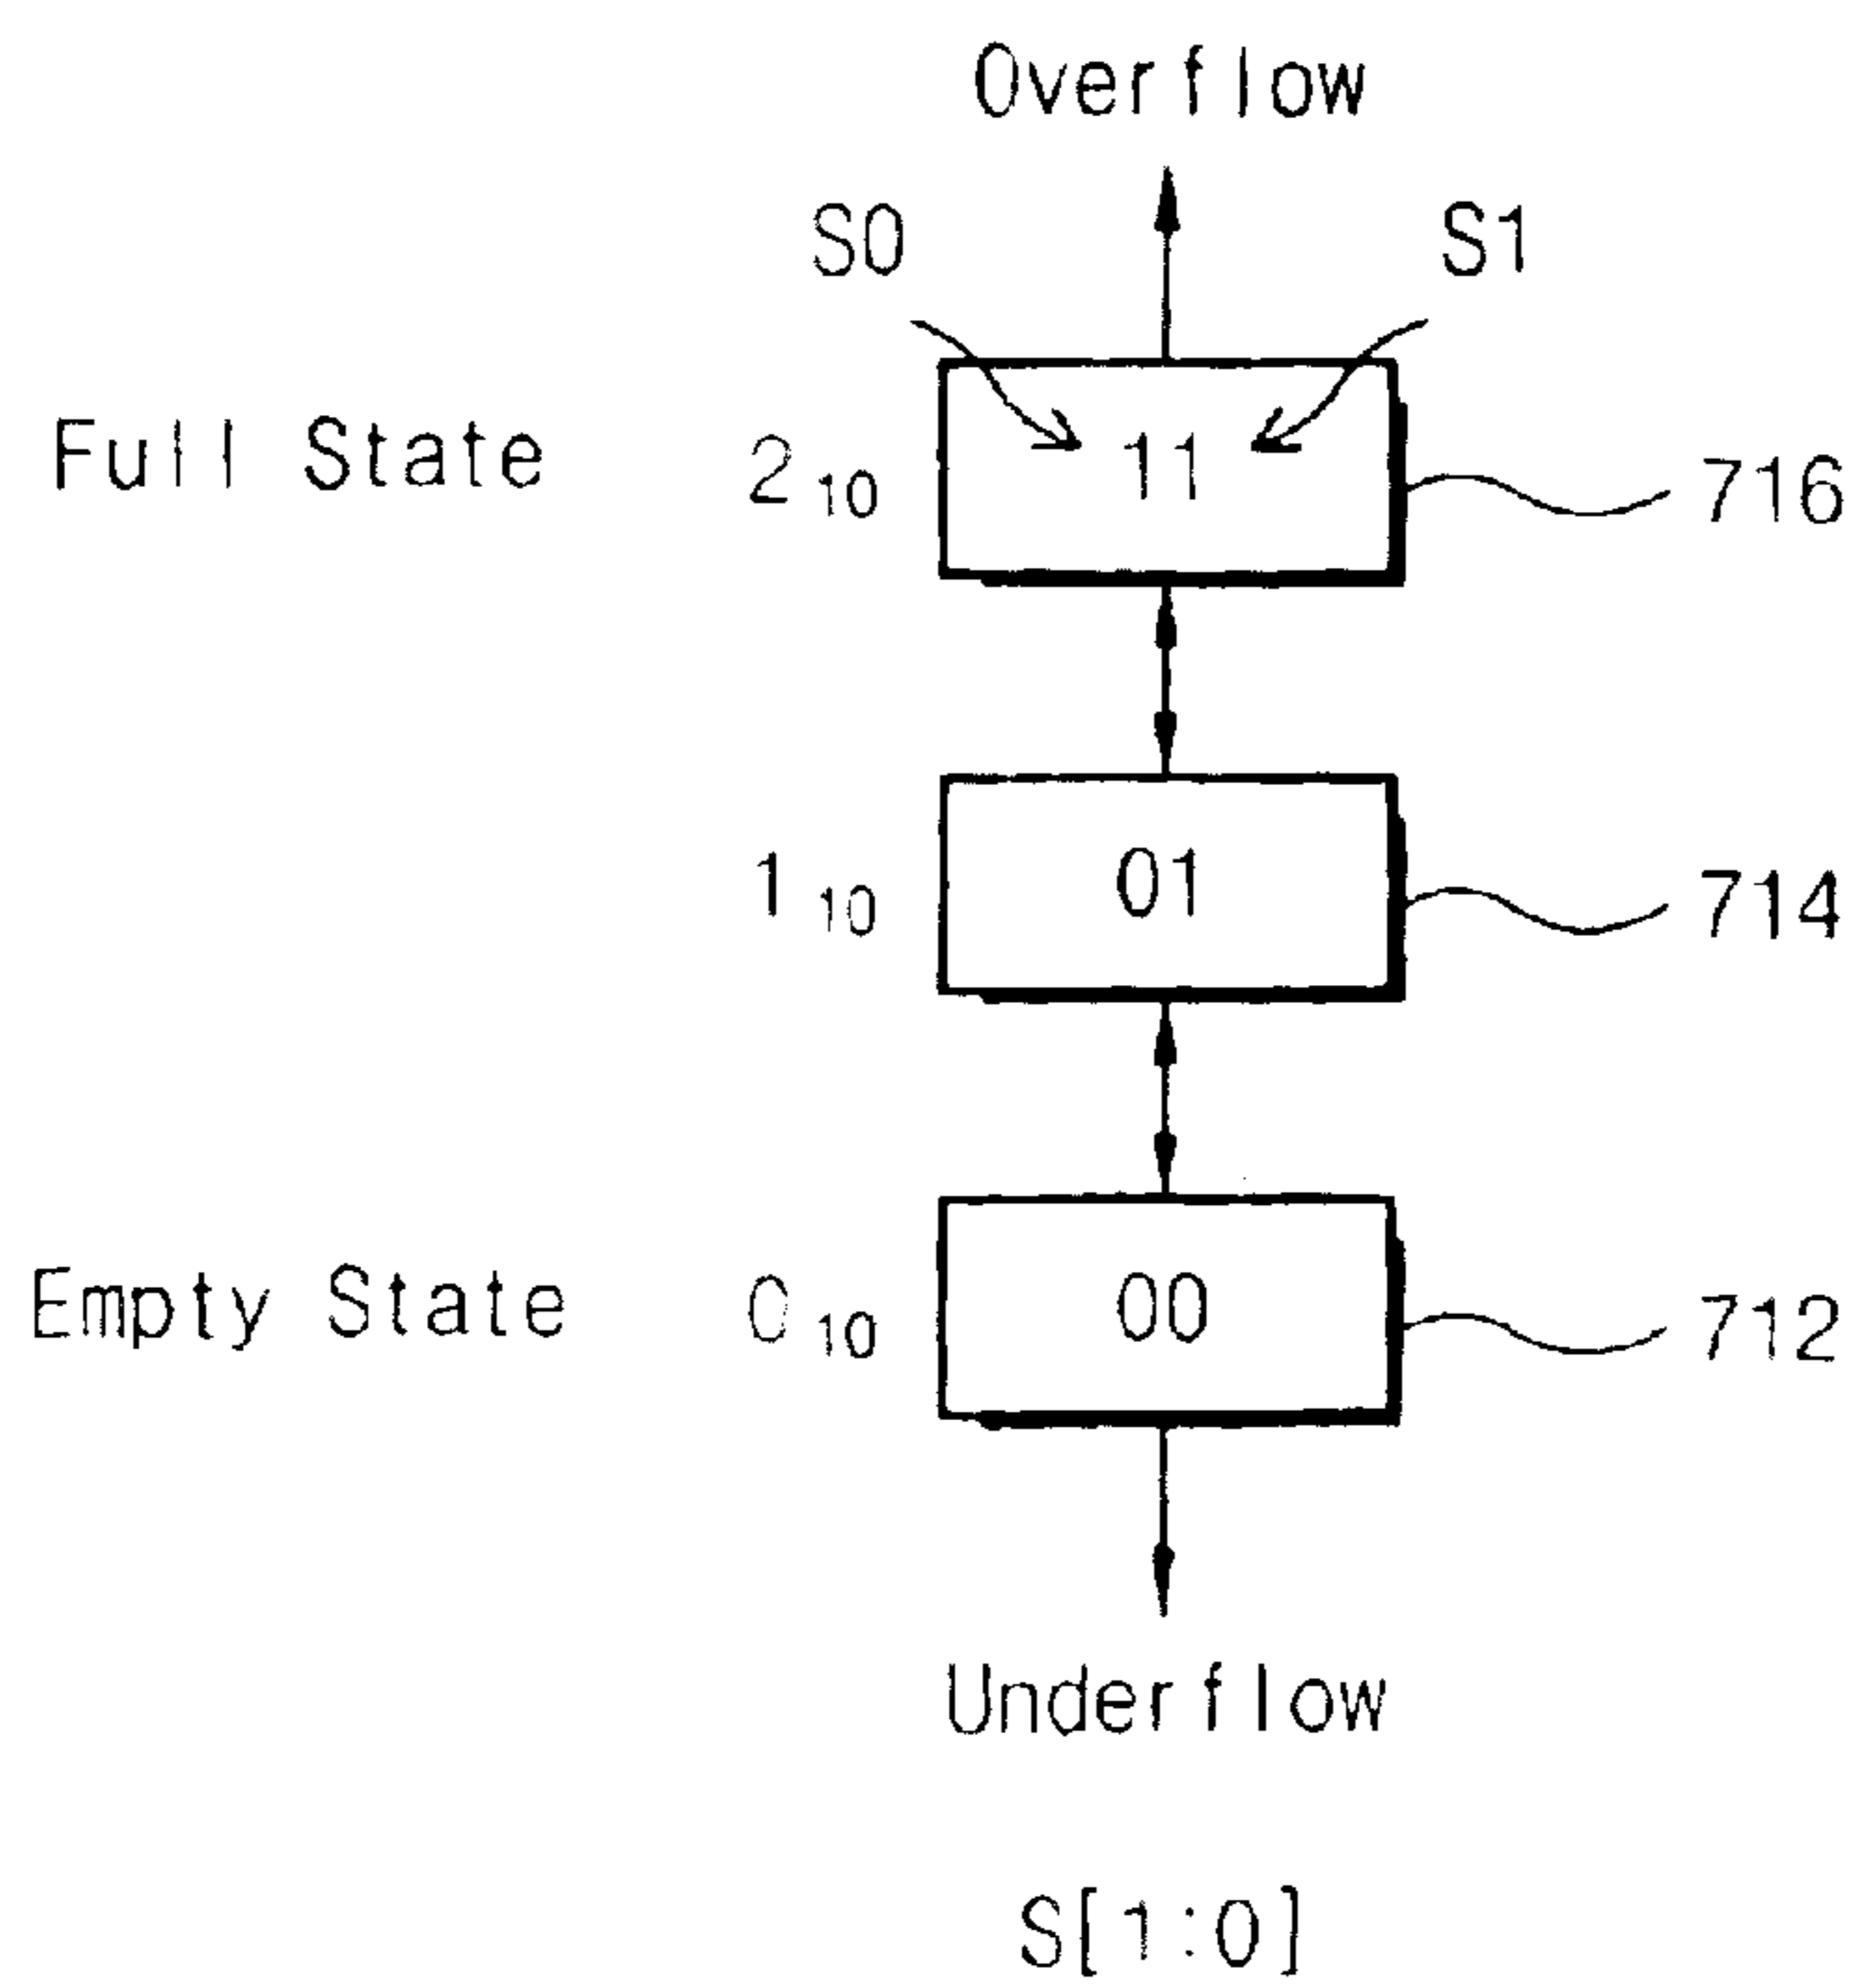 Overflow
S0 S1
Full State 2 10 11 716
1 10 01 714
Empty State 0 10 00 712
Underflow
S[1:0]